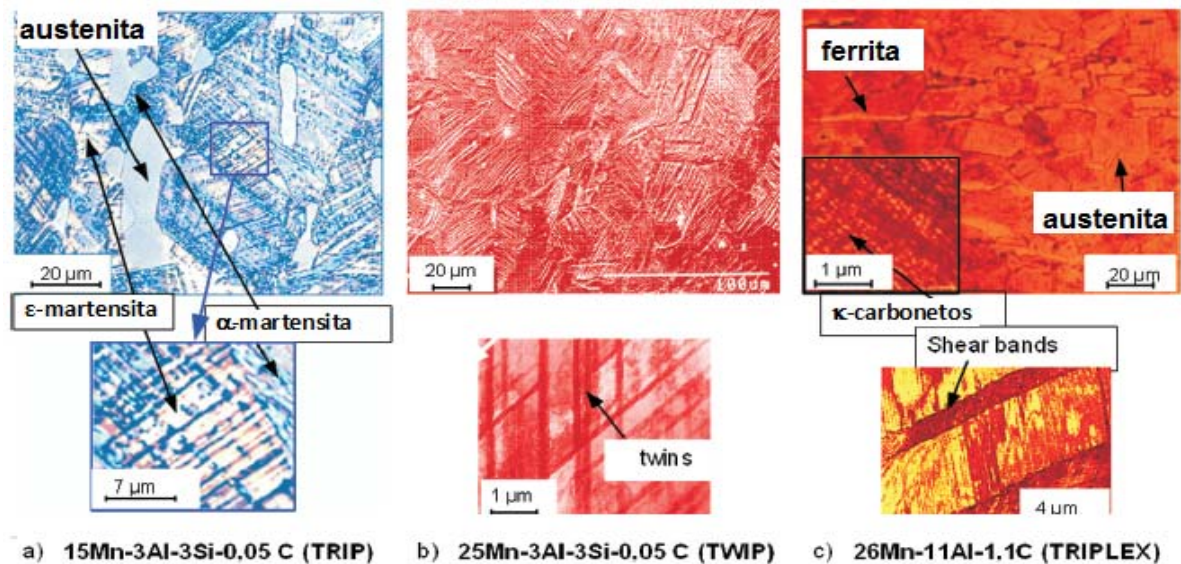 austenita
20 µm
ε-martensita
α-martensita
7 µm
a) 15Mn-3Al-3Si-0,05 C (TRIP)
20 µm
100µm
twins
1 µm
b) 25Mn-3Al-3Si-0,05 C (TWIP)
ferrita
austenita
1 µm
20 µm
κ-carbonetos
Shear bands
4 µm
c) 26Mn-11Al-1,1C (TRIPLEX)